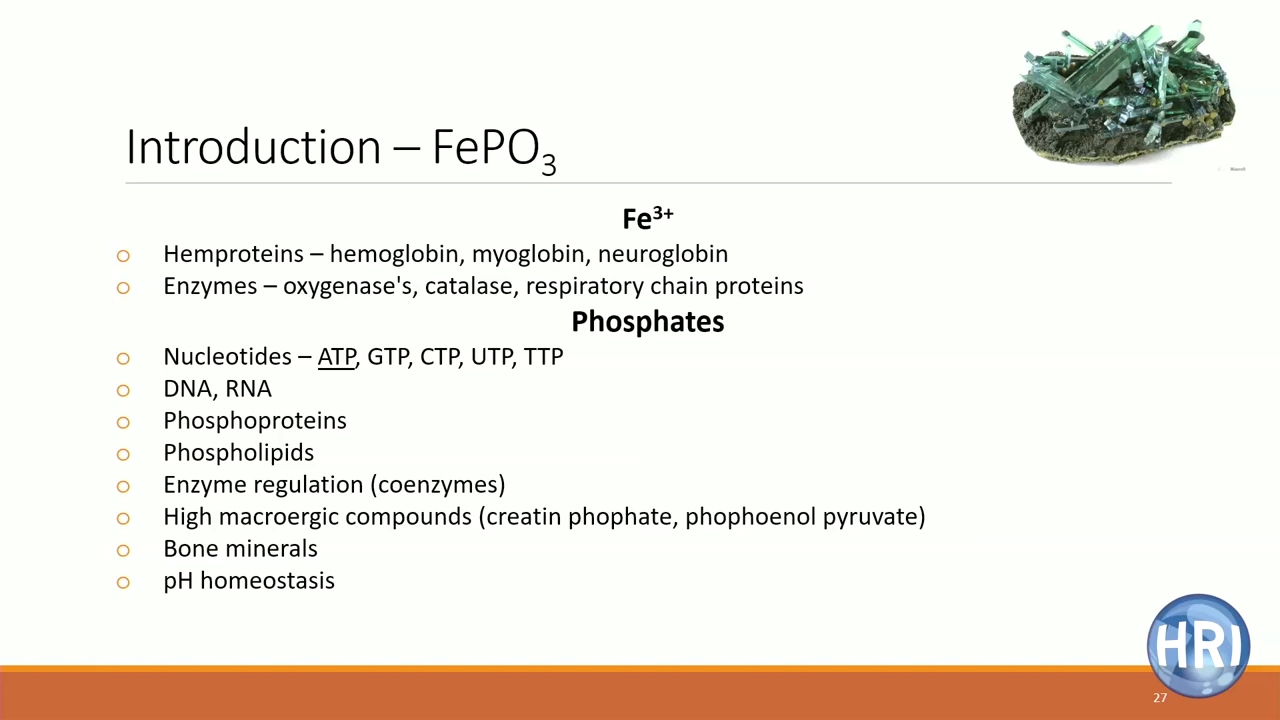 Introduction – FePO₃
Fe³⁺
o Hemproteins – hemoglobin, myoglobin, neuroglobin
o Enzymes – oxygenase's, catalase, respiratory chain proteins
Phosphates
o Nucleotides – ATP, GTP, CTP, UTP, TTP
o DNA, RNA
o Phosphoproteins
o Phospholipids
o Enzyme regulation (coenzymes)
o High macroergic compounds (creatin phophate, phophoenol pyruvate)
o Bone minerals
o pH homeostasis
HRI
27